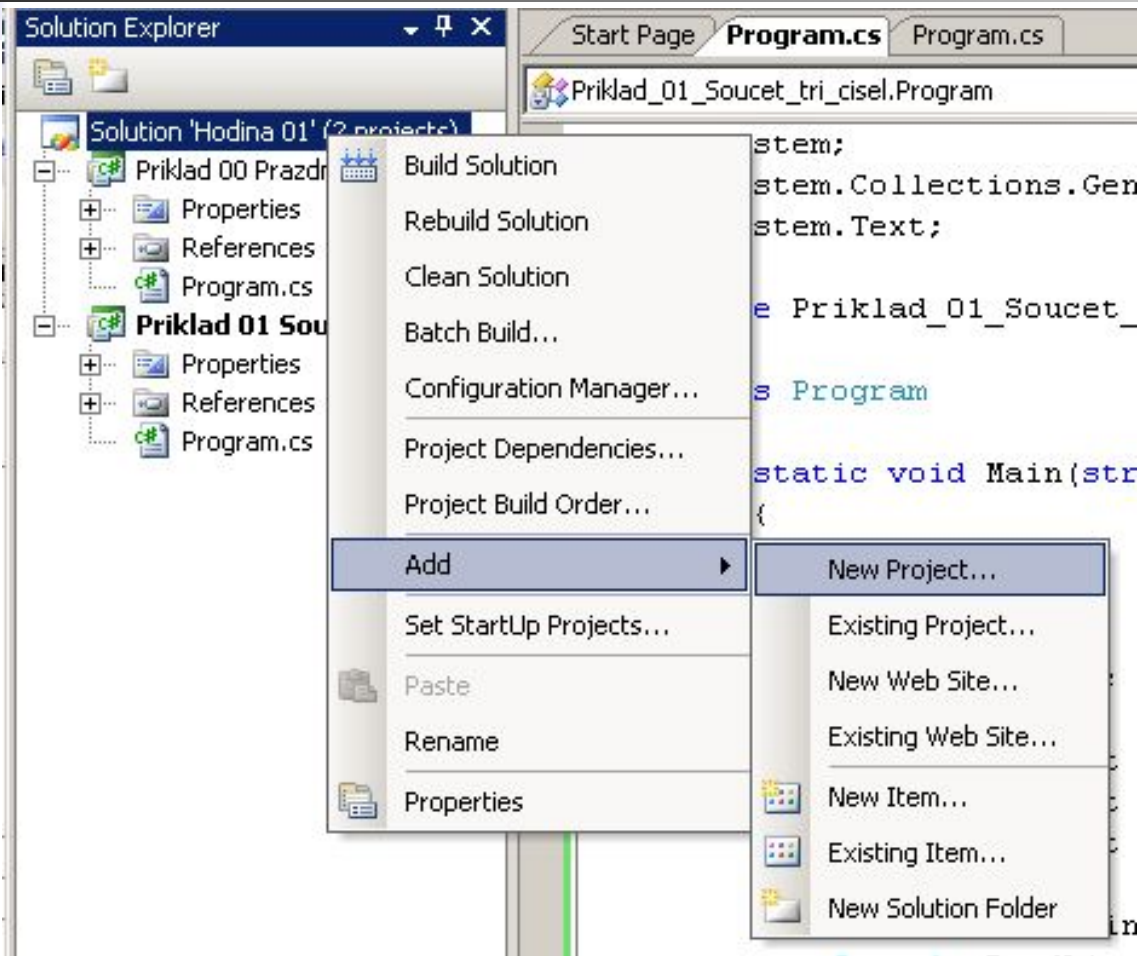 Solution Explorer
Start Page
Program.cs
Program.cs
Priklad_01_Soucet_tri_cisel.Program
Solution 'Hodina 01' (2 projects)
Priklad 00
Properties
References
Program.cs
Priklad 01
Properties
References
Program.cs
Build Solution
Rebuild Solution
Clean Solution
Batch Build...
Configuration Manager...
Project Dependencies...
Project Build Order...
Add
Set StartUp Projects...
Paste
Rename
Properties
New Project...
Existing Project...
New Web Site...
Existing Web Site...
New Item...
Existing Item...
New Solution Folder
stem;
stem.Collections.Gen
stem.Text;
e Priklad_01_Soucet_
s Program
static void Main(str
{